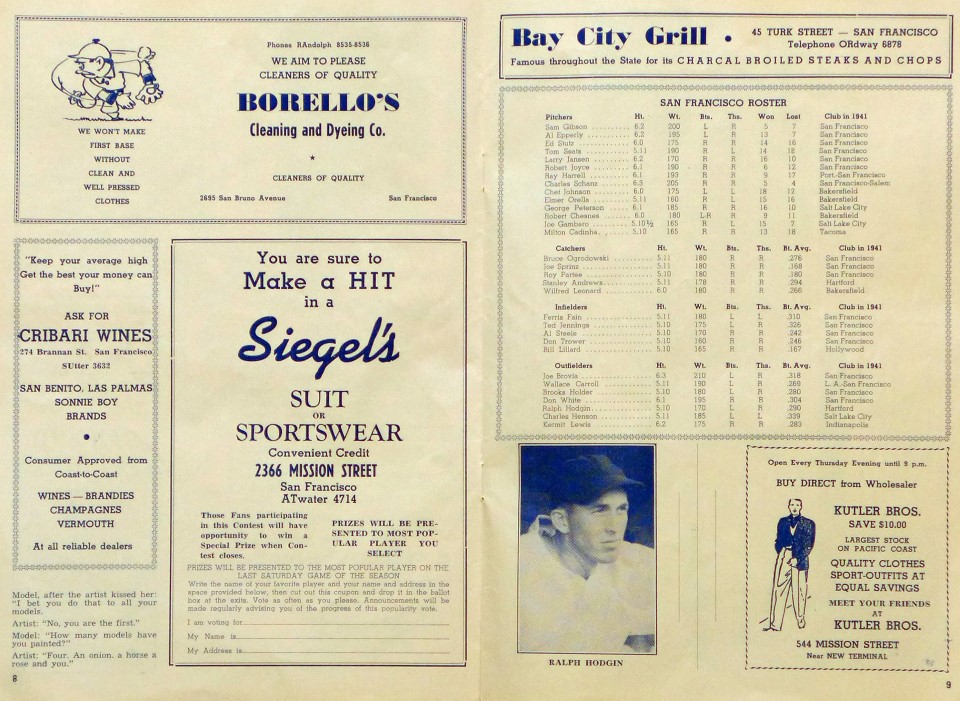 Phones RAndolph 8535-8536
WE AIM TO PLEASE
CLEANERS OF QUALITY
BORELLO'S
Cleaning and Dyeing Co.
CLEANERS OF QUALITY
2695 San Bruno Avenue San Francisco
WE WON'T MAKE
FIRST BASE
WITHOUT
CLEAN AND
WELL PRESSED
CLOTHES
"Keep your average high
Get the best your money can
Buy!"
ASK FOR
CRIBARI WINES
274 Brannan St. San Francisco
SUtter 3632
SAN BENITO, LAS PALMAS
SONNIE BOY
BRANDS
Consumer Approved from
Coast-to-Coast
WINES — BRANDIES
CHAMPAGNES
VERMOUTH
At all reliable dealers
Model, after the artist kissed her:
"I bet you do that to all your
models.
Artist: "No, you are the first."
Model: "How many models have
you painted?"
Artist: "Four. An onion, a horse a
rose and you."
8
You are sure to
Make a HIT
in a
Siegel's
SUIT
OR
SPORTSWEAR
Convenient Credit
2366 MISSION STREET
San Francisco
ATwater 4714
Those Fans participating
in this Contest will have
opportunity to win a
Special Prize when Con-
test closes.
PRIZES WILL BE PRE-
SENTED TO MOST POP-
ULAR PLAYER YOU
SELECT
PRIZES WILL BE PRESENTED TO THE MOST POPULAR PLAYER ON THE
LAST SATURDAY GAME OF THE SEASON
Write the name of your favorite player and your name and address in the
space provided below, then cut out this coupon and drop it in the ballot
box at the exits. Vote as often as you please. Announcements will be
made regularly advising you of the progress of this popularity vote.
I am voting for
My Name is
My Address is
Bay City Grill • 45 TURK STREET — SAN FRANCISCO
Telephone ORdway 6878
Famous throughout the State for its CHARCAL BROILED STEAKS AND CHOPS
SAN FRANCISCO ROSTER
Pitchers Ht. Wt. Bts. Ths. Won Lost Club in 1941
Sam Gibson 6.2 200 L R 5 7 San Francisco
Al Epperly 6.2 195 L R 13 7 San Francisco
Ed Stutz 6.0 175 R R 14 16 San Francisco
Tom Seats 5.11 190 R L 14 18 San Francisco
Larry Jansen 6.2 170 R R 16 10 San Francisco
Robert Joyce 6.1 190 R R 6 12 San Francisco
Ray Harrell 6.1 193 R R 9 17 Port.-San Francisco
Charles Schanz 6.3 205 R R 5 4 San Francisco-Salem
Chet Johnson 6.0 175 L L 18 12 Bakersfield
Elmer Orella 5.11 160 R L 15 16 Bakersfield
George Peterson 6.1 185 R R 16 10 Salt Lake City
Robert Chesnes 6.0 180 L-R R 9 11 Bakersfield
Joe Gambaro 5.10½ 165 R L 15 7 Salt Lake City
Milton Cadinha 5.10 165 R R 13 18 Tacoma
Catchers Ht. Wt. Bts. Ths. Bt. Avg. Club in 1941
Bruce Ogrodowski 5.11 180 R R .276 San Francisco
Joe Sprinz 5.11 180 R R .168 San Francisco
Roy Partee 5.10 180 R R .180 San Francisco
Stanley Andrews 5.11 178 R R .294 Hartford
Wilfred Leonard 6.0 180 R R .266 Bakersfield
Infielders Ht. Wt. Bts. Ths. Bt. Avg. Club in 1941
Ferris Fain 5.11 180 L L .310 San Francisco
Ted Jennings 5.10 175 L R .326 San Francisco
Al Steele 5.10 170 R R .242 San Francisco
Don Trower 5.10 160 R R .246 San Francisco
Bill Lillard 5.10 165 R R .167 Hollywood
Outfielders Ht. Wt. Bts. Ths. Bt. Avg. Club in 1941
Joe Brovia 6.3 210 L R .318 San Francisco
Wallace Carroll 5.11 190 L R .269 L. A.-San Francisco
Brooks Holder 5.10 180 L R .280 San Francisco
Don White 6.1 195 R R .304 San Francisco
Ralph Hodgin 5.10 170 L R .290 Hartford
Charles Henson 5.11 185 L L .339 Salt Lake City
Kermit Lewis 6.2 175 R R .283 Indianapolis
RALPH HODGIN
Open Every Thursday Evening until 9 p.m.
BUY DIRECT from Wholesaler
KUTLER BROS.
SAVE $10.00
LARGEST STOCK
ON PACIFIC COAST
QUALITY CLOTHES
SPORT-OUTFITS AT
EQUAL SAVINGS
MEET YOUR FRIENDS
AT
KUTLER BROS.
544 MISSION STREET
Near NEW TERMINAL
9